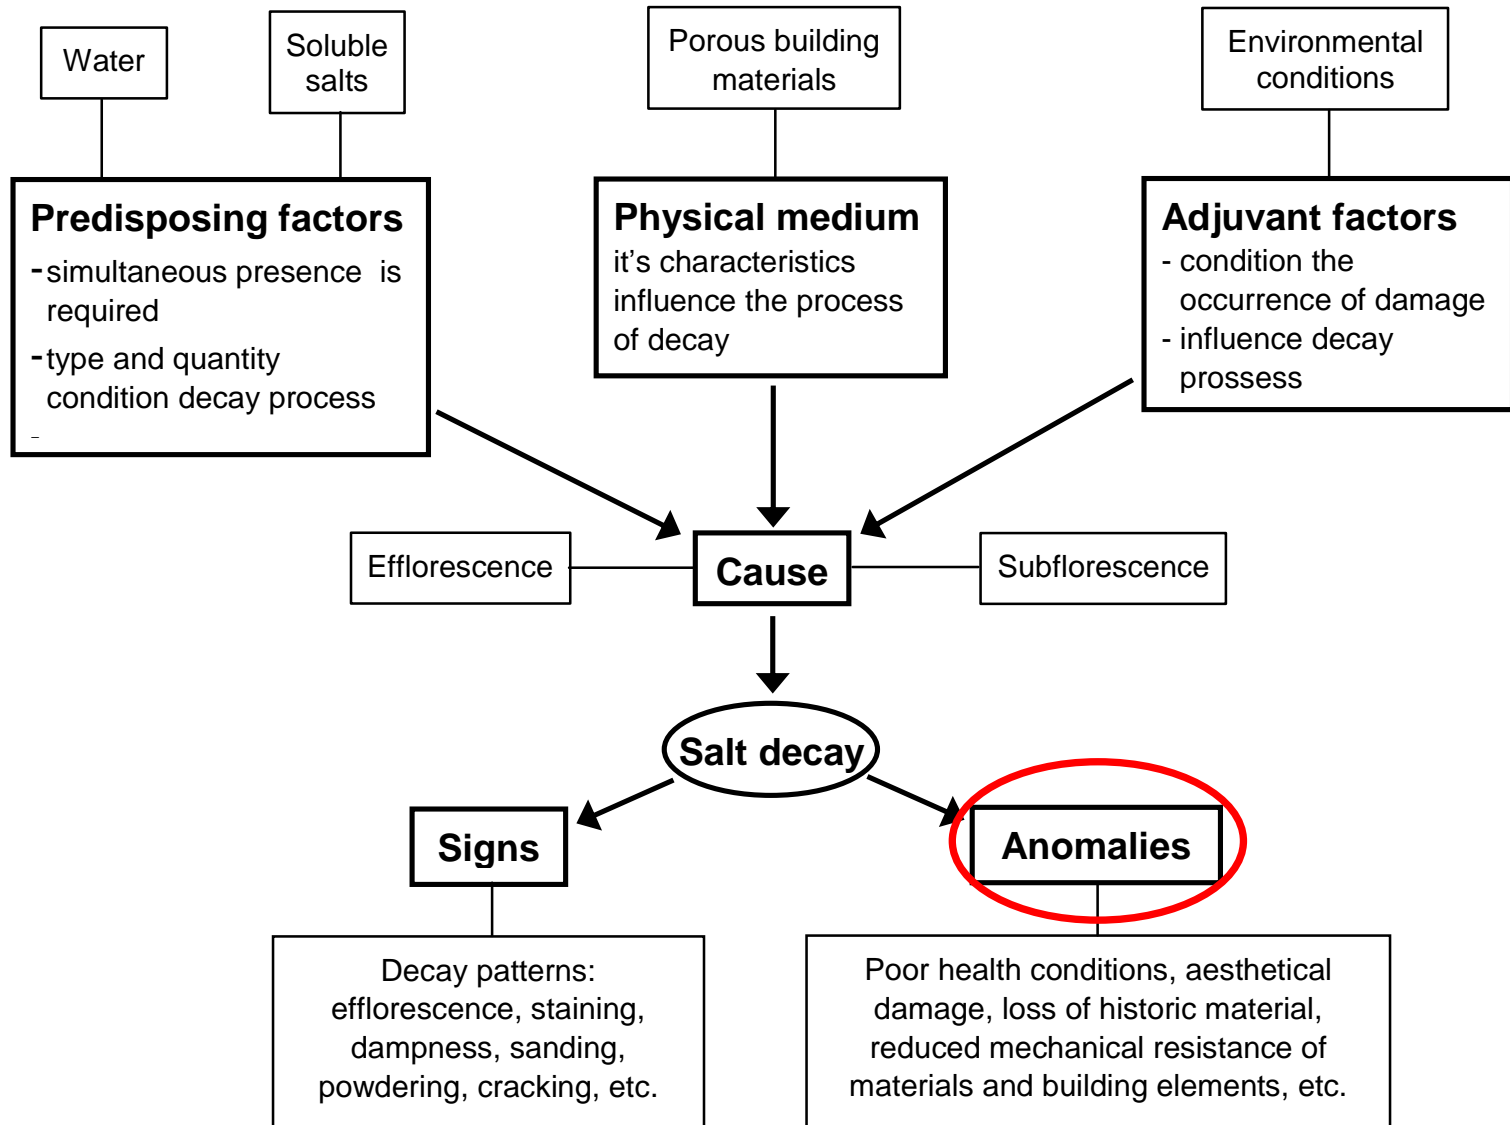 Water
Soluble
salts
Porous building
materials
Environmental
conditions
Predisposing factors
-simultaneous presence is
required
-type and quantity
condition decay process
-
Physical medium
it's characteristics
influence the process
of decay
Adjuvant factors
- condition the
occurrence of damage
- influence decay
prossess
Efflorescence
Cause
Subflorescence
Salt decay
Signs
Anomalies
Decay patterns:
efflorescence, staining,
dampness, sanding,
powdering, cracking, etc.
Poor health conditions, aesthetical
damage, loss of historic material,
reduced mechanical resistance of
materials and building elements, etc.